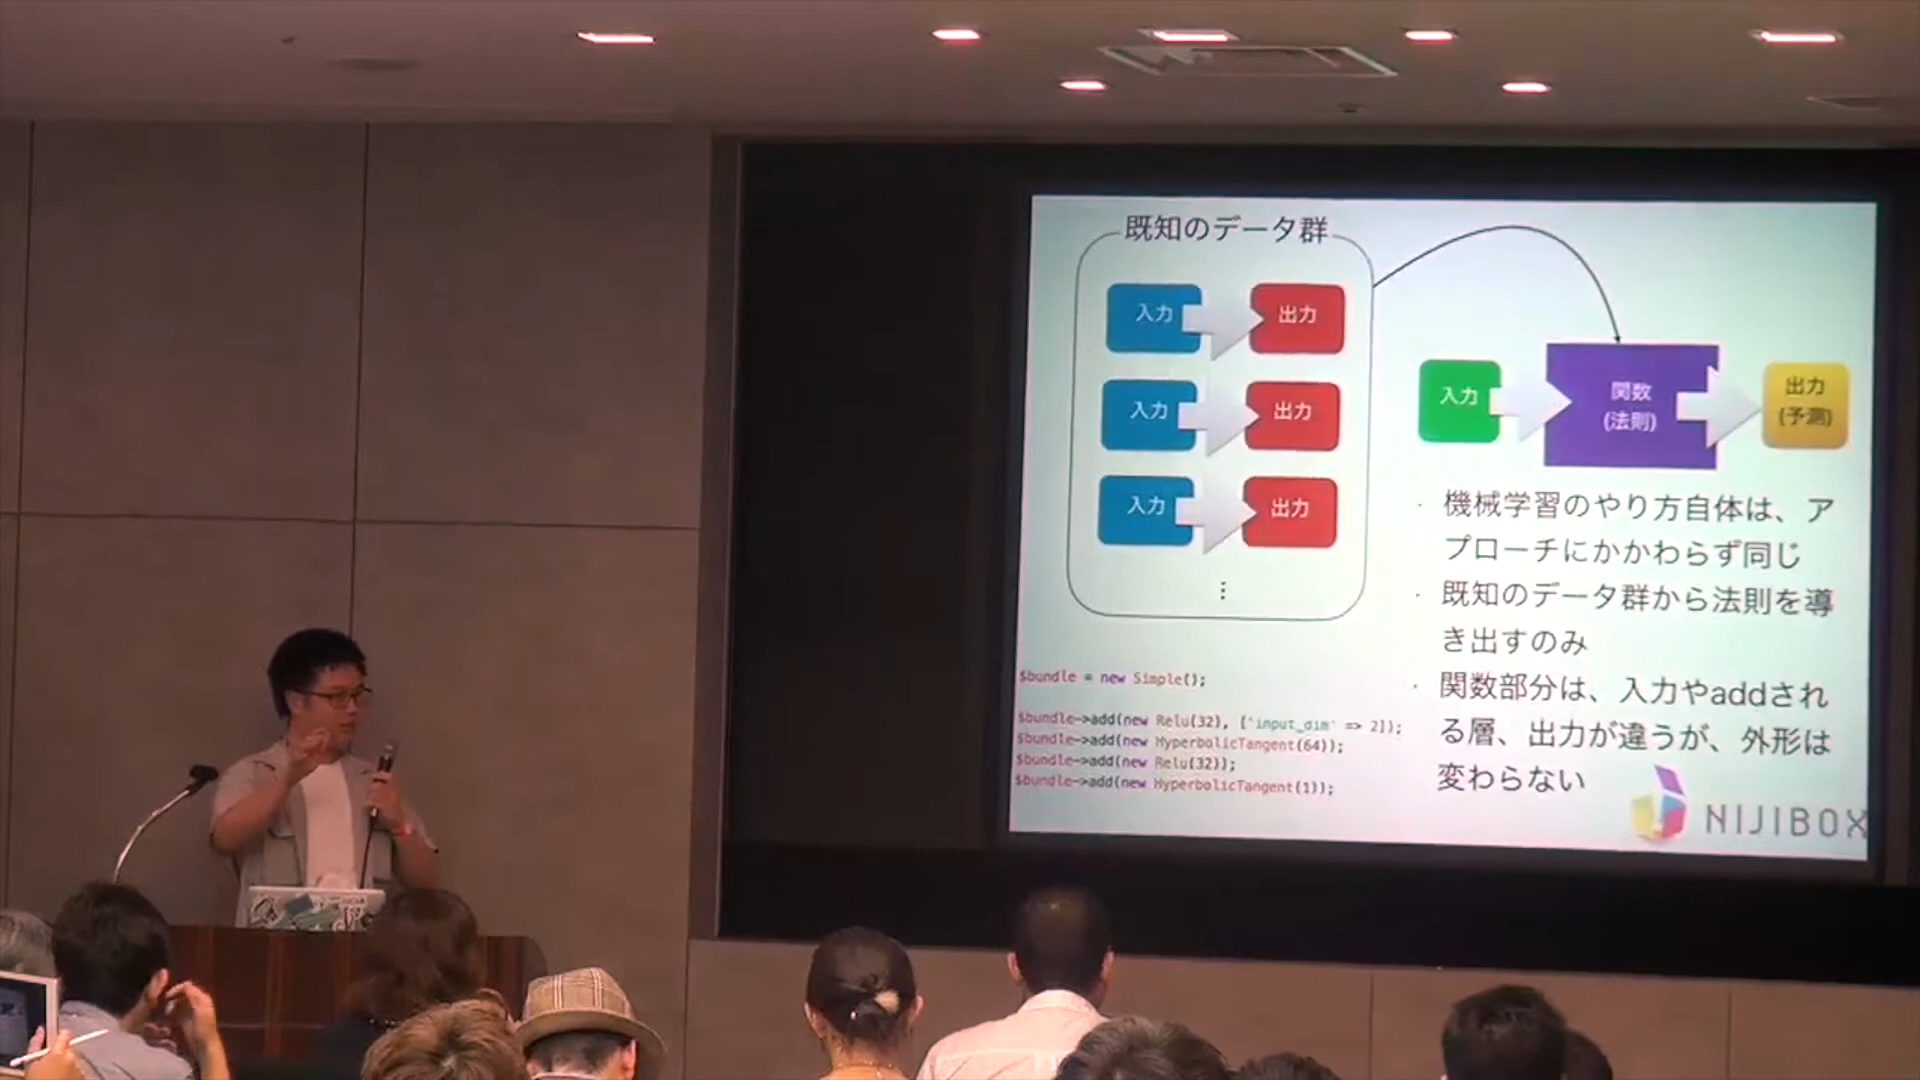 既知のデータ群
入力
出力
入力
出力
入力
出力
⋮
入力
関数
(法則)
出力
(予測)
· 機械学習のやり方自体は、ア
プローチにかかわらず同じ
· 既知のデータ群から法則を導
き出すのみ
· 関数部分は、入力やaddされ
る層、出力が違うが、外形は
変わらない
$bundle = new Simple();
$bundle->add(new Relu(32), ['input_dim' => 2]);
$bundle->add(new HyperbolicTangent(64));
$bundle->add(new Relu(32));
$bundle->add(new HyperbolicTangent(1));
NIJIBOX